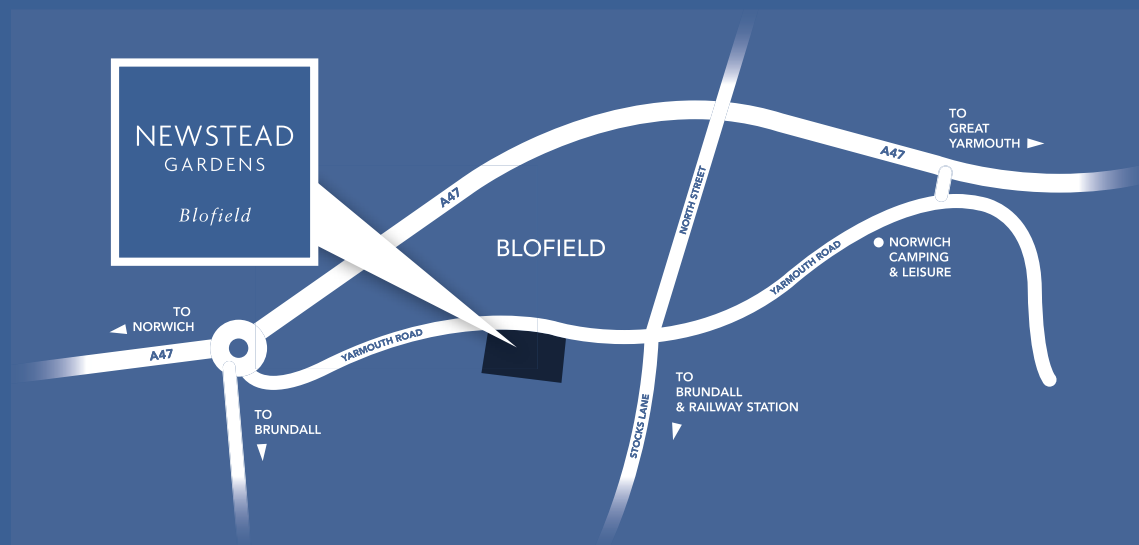 NEWSTEAD
GARDENS
Blofield
TO
GREAT
YARMOUTH
A47
A47
NORTH STREET
BLOFIELD
YARMOUTH ROAD
NORWICH
CAMPING
& LEISURE
TO
NORWICH
A47
YARMOUTH ROAD
TO
BRUNDALL
& RAILWAY STATION
STOCKS LANE
TO
BRUNDALL